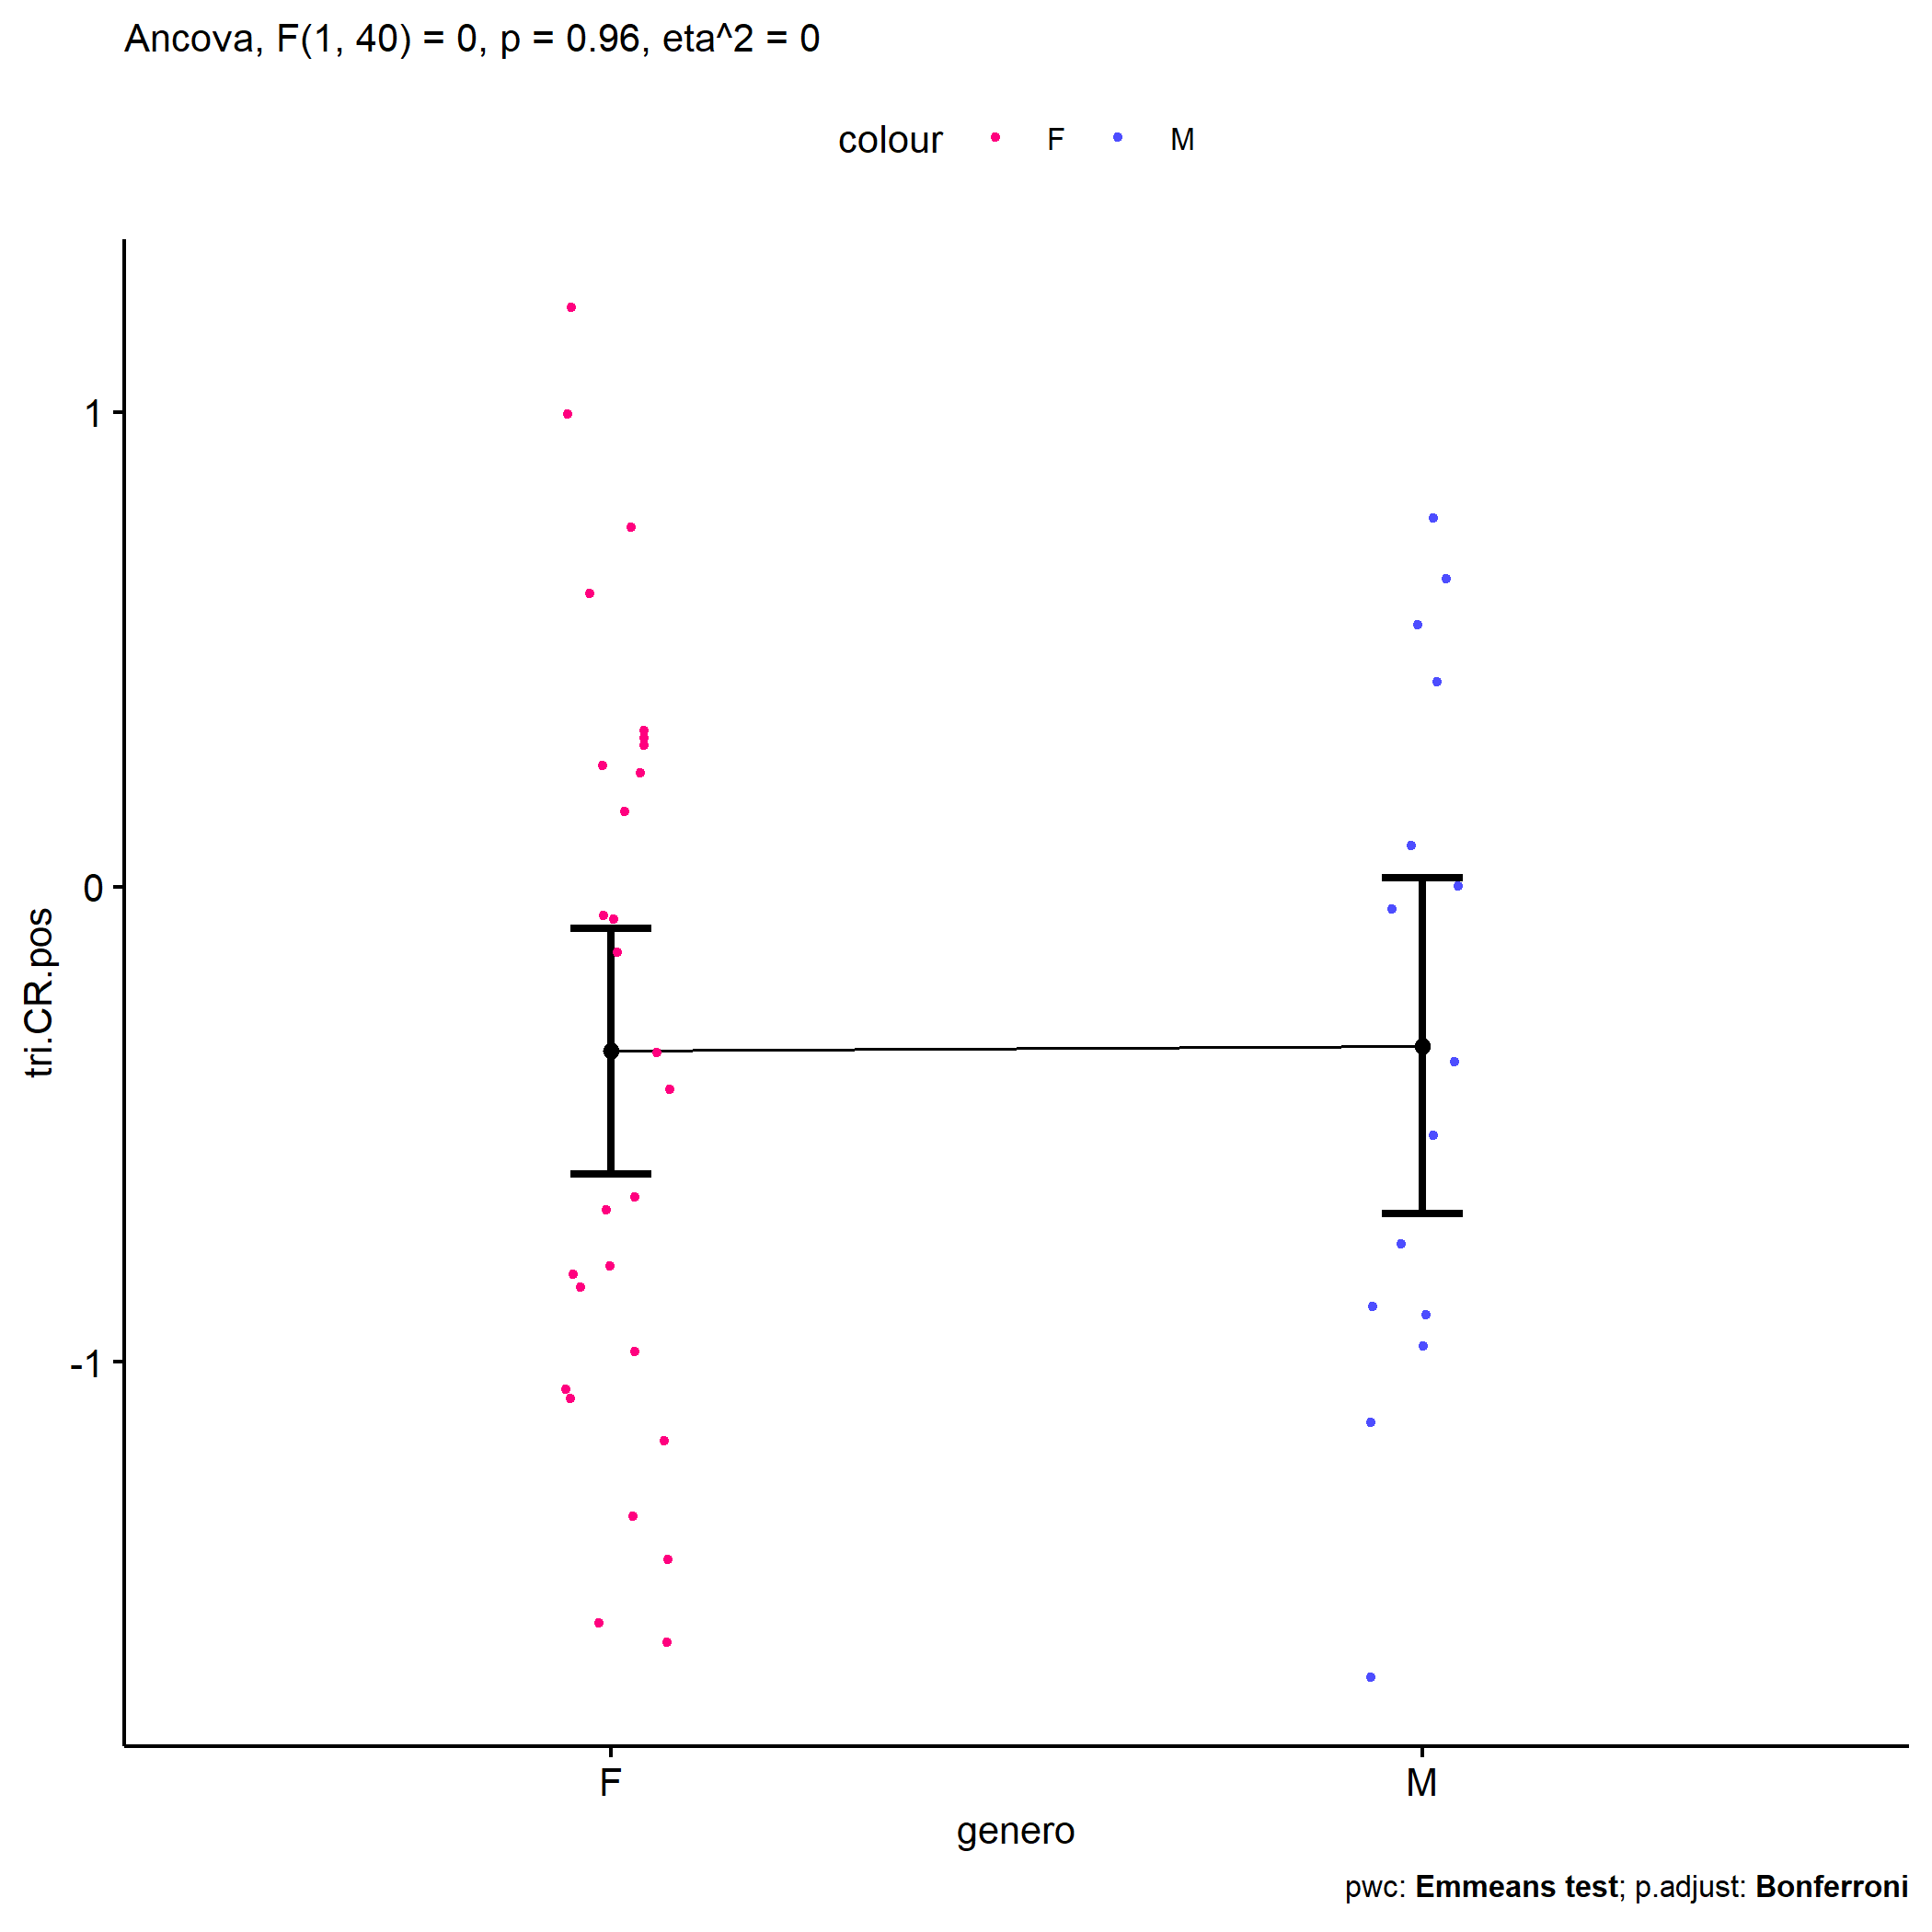 Ancova, F(1, 40) = 0, p = 0.96, eta^2 = 0
colour F M
1
0
-1
tri.CR.pos
F M
genero
pwc: Emmeans test; p.adjust: Bonferroni